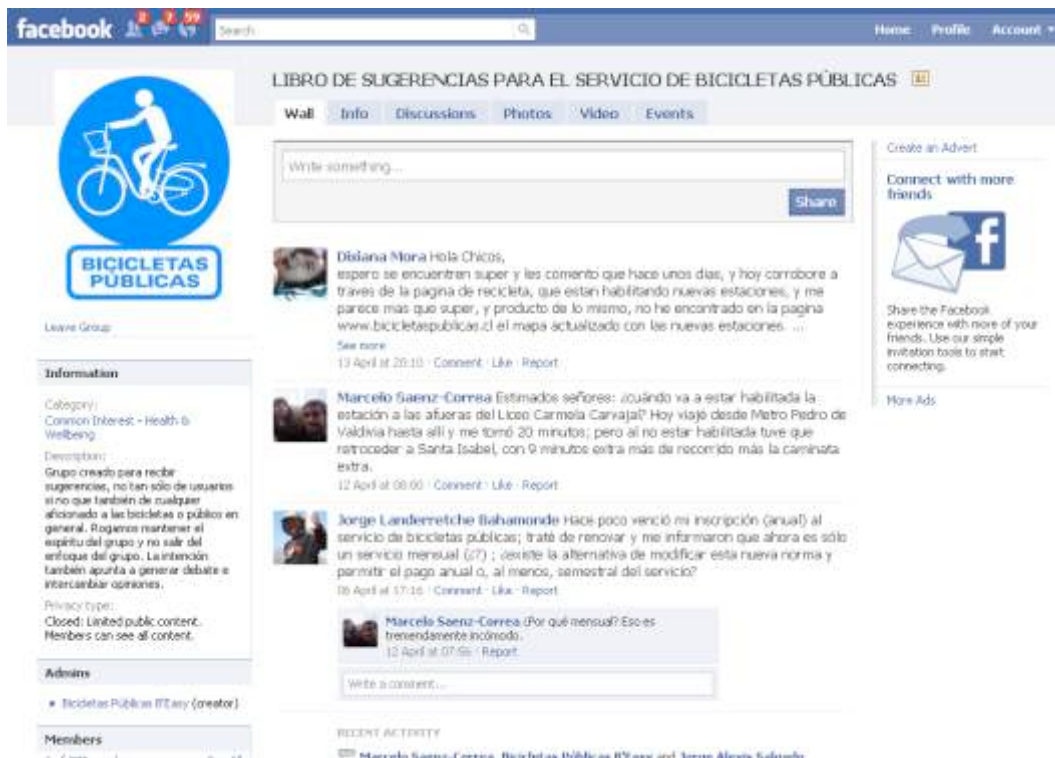 facebook 2 7 59 Search Home Profile Account
LIBRO DE SUGERENCIAS PARA EL SERVICIO DE BICICLETAS PÚBLICAS
Wall Info Discussions Photos Video Events
Write something...
Share
BICICLETAS
PÚBLICAS
Leave Group
Information
Category:
Common Interest - Health &
Wellbeing
Description:
Grupo creado para recibir
sugerencias, no tan sólo de usuarios
si no que también de cualquier
aficionado a las bicicletas o públicos en
general. Rogamos mantener el
espíritu del grupo y no salir del
enfoque del grupo. La intención
también apunta a generar debate e
intercambiar opiniones.
Privacy type:
Closed: Limited public content.
Members can see all content.
Admins
Bicicletas Públicas B'Easy (creator)
Members
Disiana Mora Hola Chicos,
espero se encuentren super y les comento que hace unos dias, y hoy corrobore a
traves de la pagina de recicleta, que estan habilitando nuevas estaciones, y me
parece mas que super, y producto de lo mismo, no he encontrado en la pagina
www.bicicletaspublicas.cl el mapa actualizado con las nuevas estaciones. ...
See more
13 April at 20:10 · Comment · Like · Report
Marcelo Saenz-Correa Estimados señores: ¿cuándo va a estar habilitada la
estación a las afueras del Liceo Carmela Carvajal? Hoy viajé desde Metro Pedro de
Valdivia hasta allí y me tomó 20 minutos; pero al no estar habilitada tuve que
retroceder a Santa Isabel, con 9 minutos extra más de recorrido más la caminata
extra.
12 April at 08:00 · Comment · Like · Report
Jorge Landerretche Bahamonde Hace poco venció mi inscripción (anual) al
servicio de bicicletas públicas; traté de renovar y me informaron que ahora es sólo
un servicio mensual (¿?) ; ¿existe la alternativa de modificar esta nueva norma y
permitir el pago anual o, al menos, semestral del servicio?
06 April at 17:16 · Comment · Like · Report
Marcelo Saenz-Correa ¿Por qué mensual? Eso es
tremendamente incómodo.
12 April at 07:56 · Report
Write a comment...
RECENT ACTIVITY
Marcelo Saenz-Correa, Bicicletas Públicas B'Easy and Jorge Alexis Salgado
Create an Advert
Connect with more
friends
Share the Facebook
experience with more of your
friends. Use our simple
invitation tools to start
connecting.
More Ads